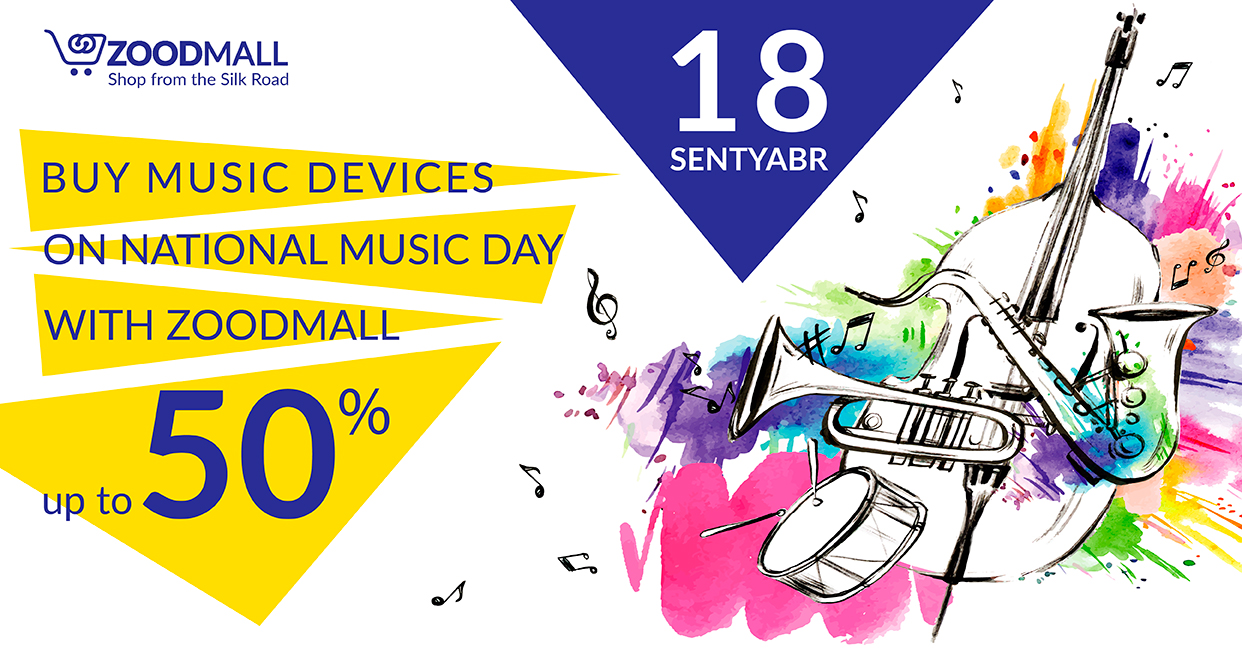 ZOODMALL
Shop from the Silk Road
18
SENTYABR
BUY MUSIC DEVICES
ON NATIONAL MUSIC DAY
WITH ZOODMALL
up to 50%